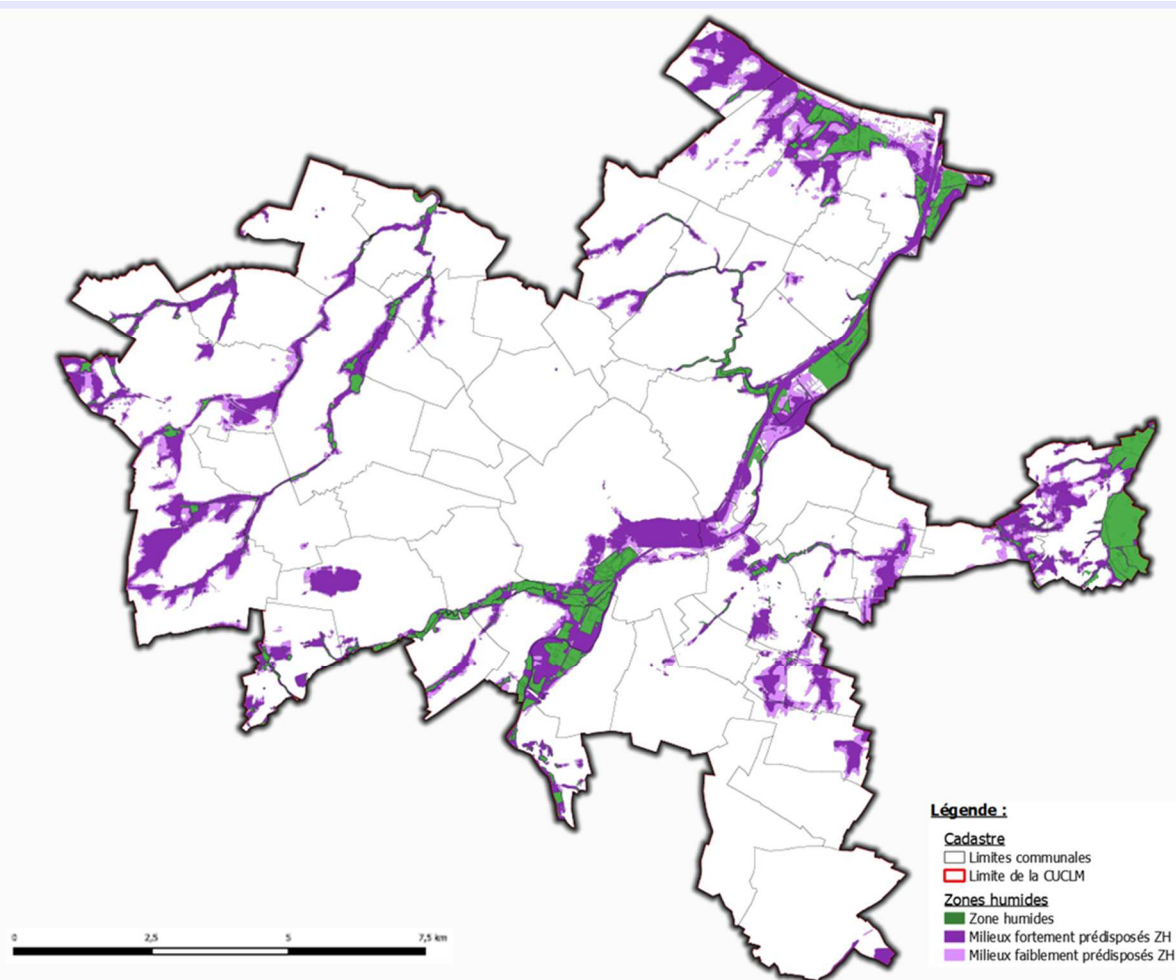 Légende :
Cadastre
Limites communales
Limite de la CUCLM
Zones humides
Zone humides
Milieux fortement prédisposés ZH
Milieux faiblement prédisposés ZH
0 2,5 5 7,5 km